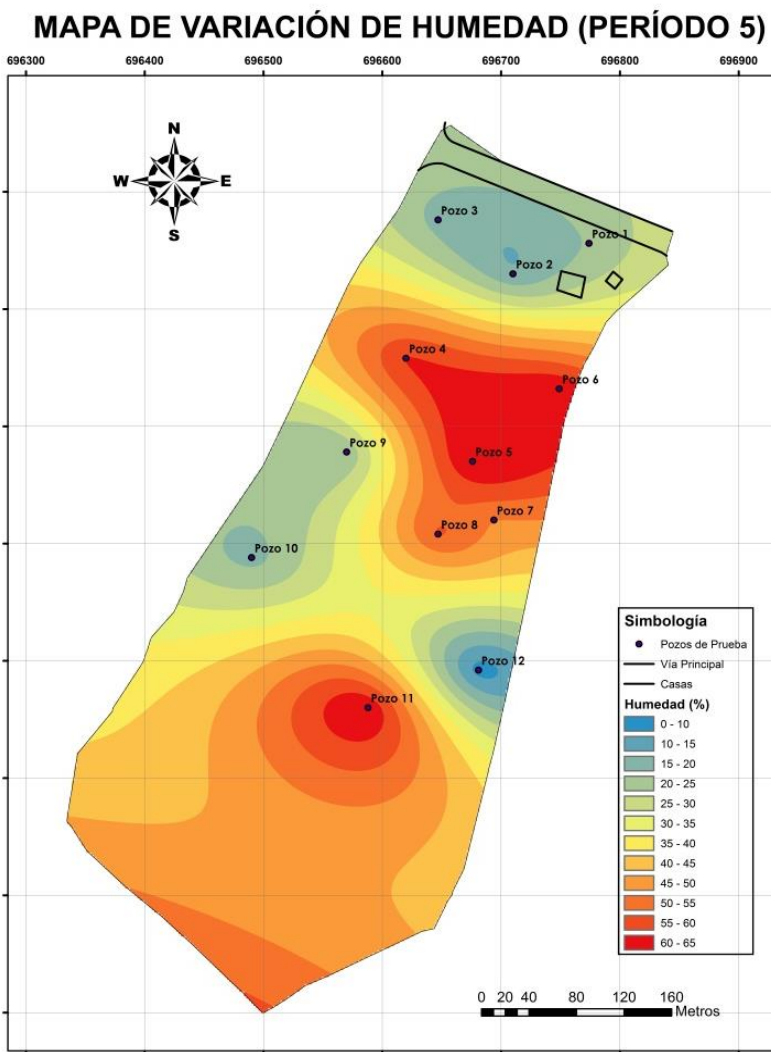 MAPA DE VARIACIÓN DE HUMEDAD (PERÍODO 5)
696300 696400 696500 696600 696700 696800 696900
N
W E
S
Pozo 3
Pozo 1
Pozo 2
Pozo 4
Pozo 6
Pozo 9
Pozo 5
Pozo 7
Pozo 8
Pozo 10
Pozo 12
Pozo 11
Simbología
Pozos de Prueba
Vía Principal
Casas
Humedad (%)
0 - 10
10 - 15
15 - 20
20 - 25
25 - 30
30 - 35
35 - 40
40 - 45
45 - 50
50 - 55
55 - 60
60 - 65
0 20 40 80 120 160
Metros